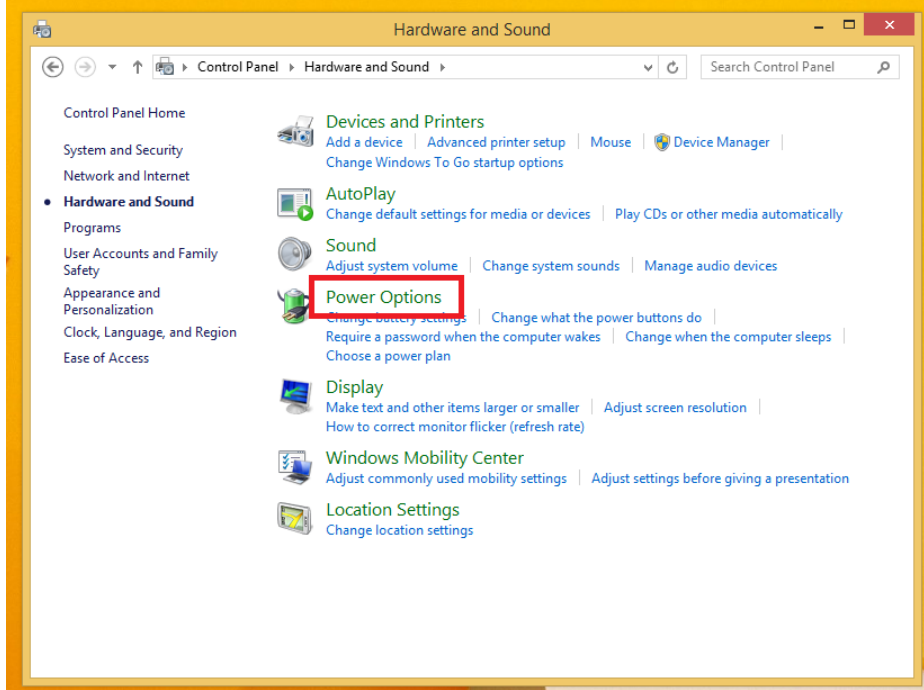 Hardware and Sound
Control Panel Hardware and Sound
Search Control Panel
Control Panel Home
System and Security
Network and Internet
Hardware and Sound
Programs
User Accounts and Family
Safety
Appearance and
Personalization
Clock, Language, and Region
Ease of Access
Devices and Printers
Add a device Advanced printer setup Mouse Device Manager
Change Windows To Go startup options
AutoPlay
Change default settings for media or devices Play CDs or other media automatically
Sound
Adjust system volume Change system sounds Manage audio devices
Power Options
Change battery settings Change what the power buttons do
Require a password when the computer wakes Change when the computer sleeps
Choose a power plan
Display
Make text and other items larger or smaller Adjust screen resolution
How to correct monitor flicker (refresh rate)
Windows Mobility Center
Adjust commonly used mobility settings Adjust settings before giving a presentation
Location Settings
Change location settings